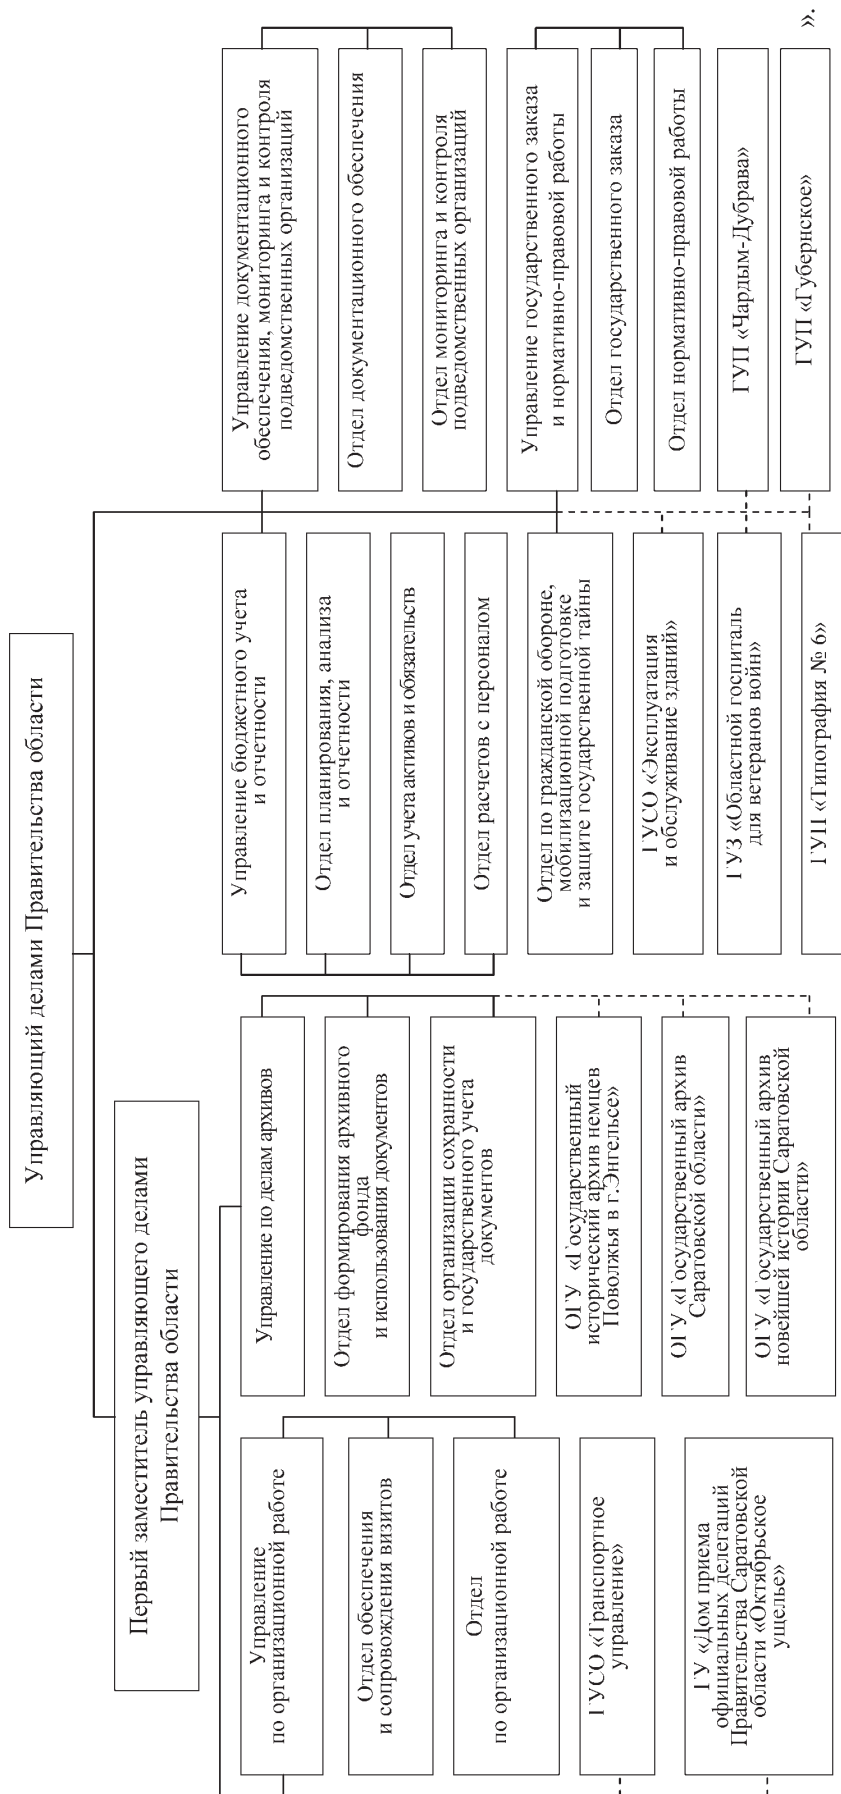 Управляющий делами Правительства области
Первый заместитель управляющего делами
Правительства области
Управление
по организационной работе
Отдел обеспечения
и сопровождения визитов
Отдел
по организационной работе
ГУСО «Транспортное
управление»
ГУ «Дом приема
официальных делегаций
Правительства Саратовской
области «Октябрьское
ущелье»
Управление по делам архивов
Отдел формирования архивного
фонда
и использования документов
Отдел организации сохранности
и государственного учета
документов
ОГУ «Государственный
исторический архив немцев
Поволжья в г.Энгельсе»
ОГУ «Государственный архив
Саратовской области»
ОГУ «Государственный архив
новейшей истории Саратовской
области»
Управление бюджетного учета
и отчетности
Отдел планирования, анализа
и отчетности
Отдел учета активов и обязательств
Отдел расчетов с персоналом
Отдел по гражданской обороне,
мобилизационной подготовке
и защите государственной тайны
ГУСО «Эксплуатация
и обслуживание зданий»
ГУЗ «Областной госпиталь
для ветеранов войн»
ГУП «Типография № 6»
Управление документационного
обеспечения, мониторинга и контроля
подведомственных организаций
Отдел документационного обеспечения
Отдел мониторинга и контроля
подведомственных организаций
Управление государственного заказа
и нормативно-правовой работы
Отдел государственного заказа
Отдел нормативно-правовой работы
ГУП «Чардым-Дубрава»
ГУП «Губернское»
».